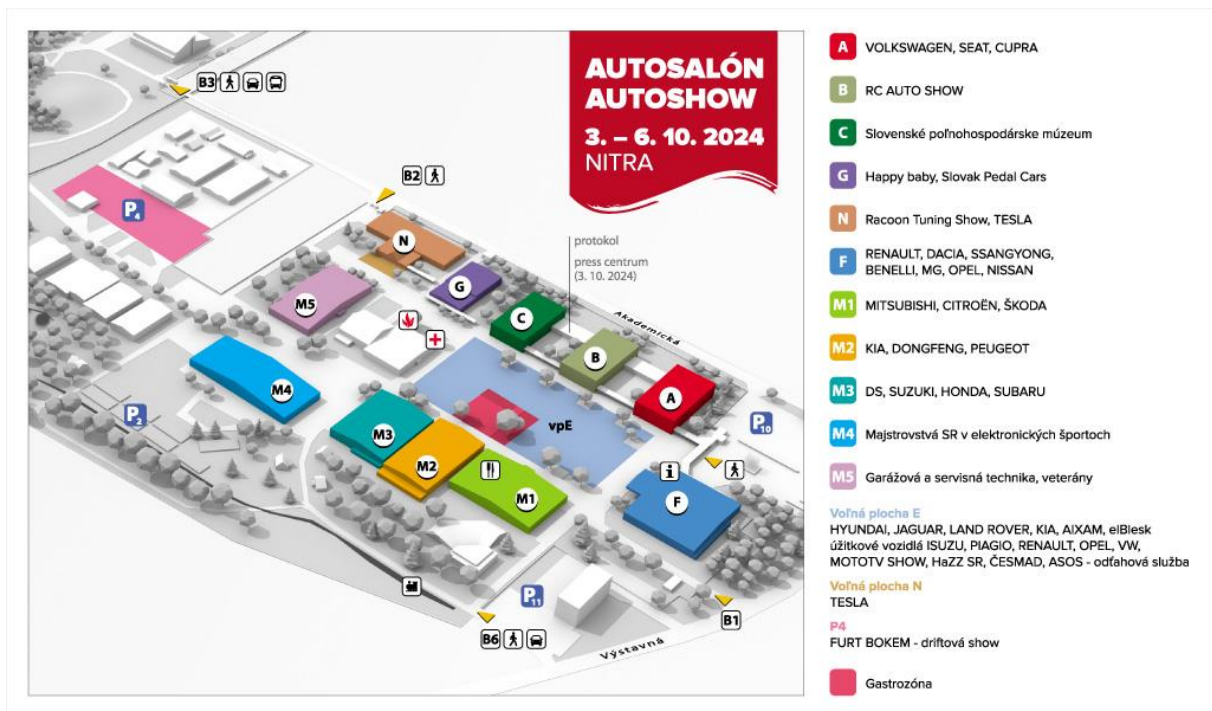 AUTOSALÓN
AUTOSHOW
3. – 6. 10. 2024
NITRA
B3
B2
P4
N
protokol
press centrum
(3. 10. 2024)
G
M5
C
Akademická
B
M4
A
P2
vpE
P10
M3
M2
i
M1
F
P11
B1
B6
Výstavná
A VOLKSWAGEN, SEAT, CUPRA
B RC AUTO SHOW
C Slovenské poľnohospodárske múzeum
G Happy baby, Slovak Pedal Cars
N Racoon Tuning Show, TESLA
F RENAULT, DACIA, SSANGYONG,
BENELLI, MG, OPEL, NISSAN
M1 MITSUBISHI, CITROËN, ŠKODA
M2 KIA, DONGFENG, PEUGEOT
M3 DS, SUZUKI, HONDA, SUBARU
M4 Majstrovstvá SR v elektronických športoch
M5 Garážová a servisná technika, veterány
Voľná plocha E
HYUNDAI, JAGUAR, LAND ROVER, KIA, AIXAM, elBlesk
úžitkové vozidlá ISUZU, PIAGIO, RENAULT, OPEL, VW,
MOTOTV SHOW, HaZZ SR, ČESMAD, ASOS - odťahová služba
Voľná plocha N
TESLA
P4
FURT BOKEM - driftová show
Gastrozóna